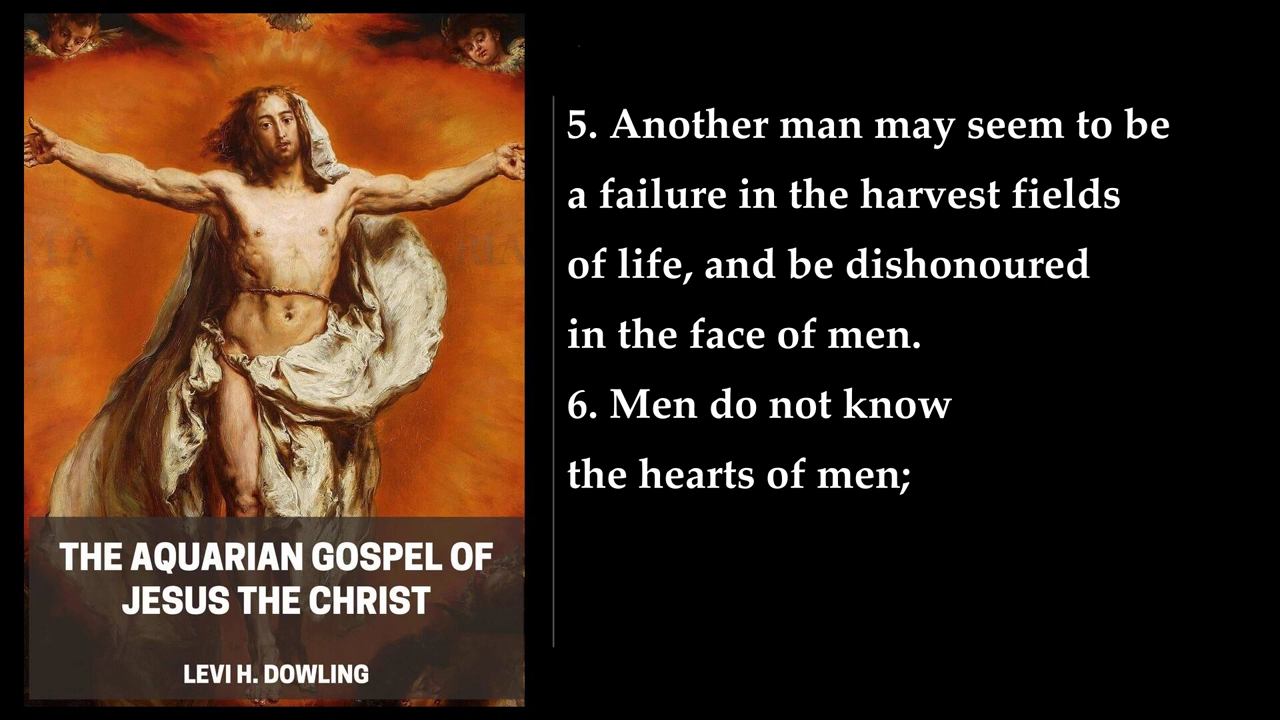 THE AQUARIAN GOSPEL OF
JESUS THE CHRIST
LEVI H. DOWLING
5. Another man may seem to be
a failure in the harvest fields
of life, and be dishonoured
in the face of men.
6. Men do not know
the hearts of men;